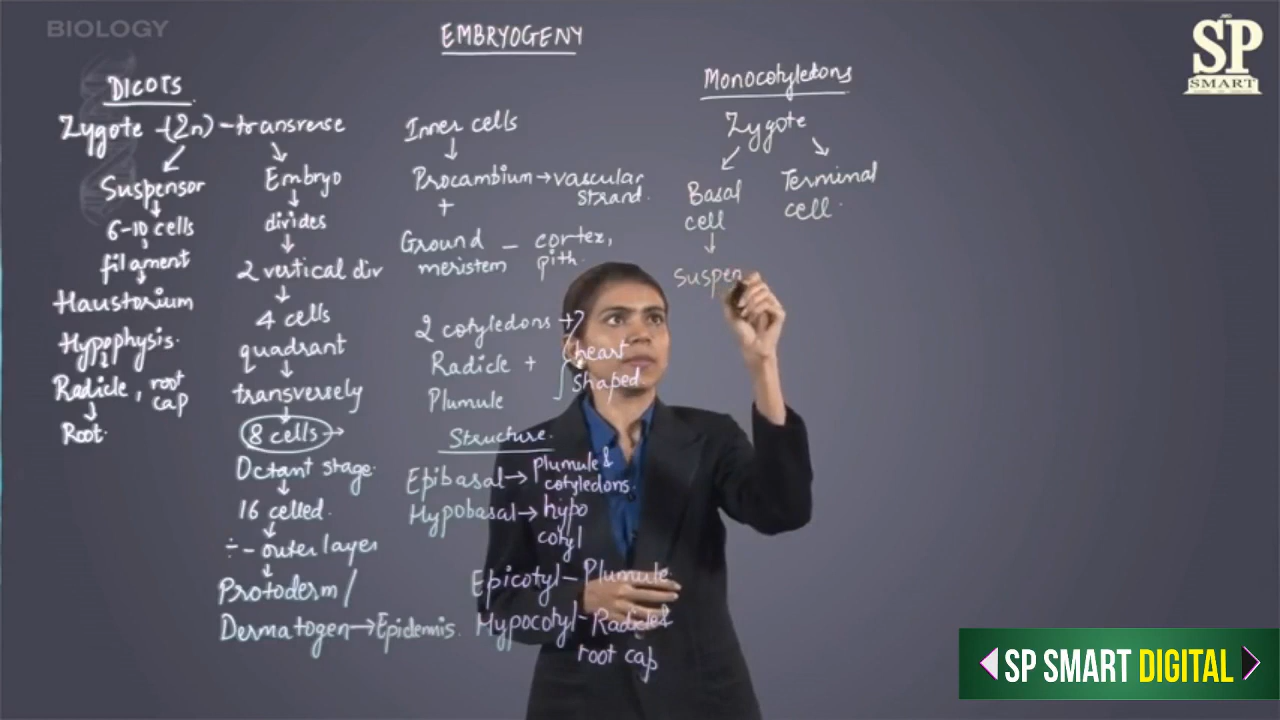 BIOLOGY
EMBRYOGENY
SP
SMART
DICOTS
Zygote (2n) - transverse
Suspensor
6-10 cells
filament
Haustorium
Hypophysis.
Radicle, root
cap
Root.
Embryo
divides
2 vertical div
4 cells
quadrant
transversely
8 cells →
Octant stage.
16 celled.
÷ - outer layer
Protoderm /
Dermatogen → Epidermis.
Inner cells
Procambium → vascular
strand.
+
Ground - cortex,
meristem pith.
2 cotyledons +
Radicle +
Plumule
heart
shaped
Structure.
Epibasal → plumule &
cotyledons.
Hypobasal → hypo
cotyl
Epicotyl - Plumule.
Hypocotyl - Radicle &
root cap
Monocotyledons
Zygote
Basal
cell
Terminal
cell.
Suspen
SP SMART DIGITAL